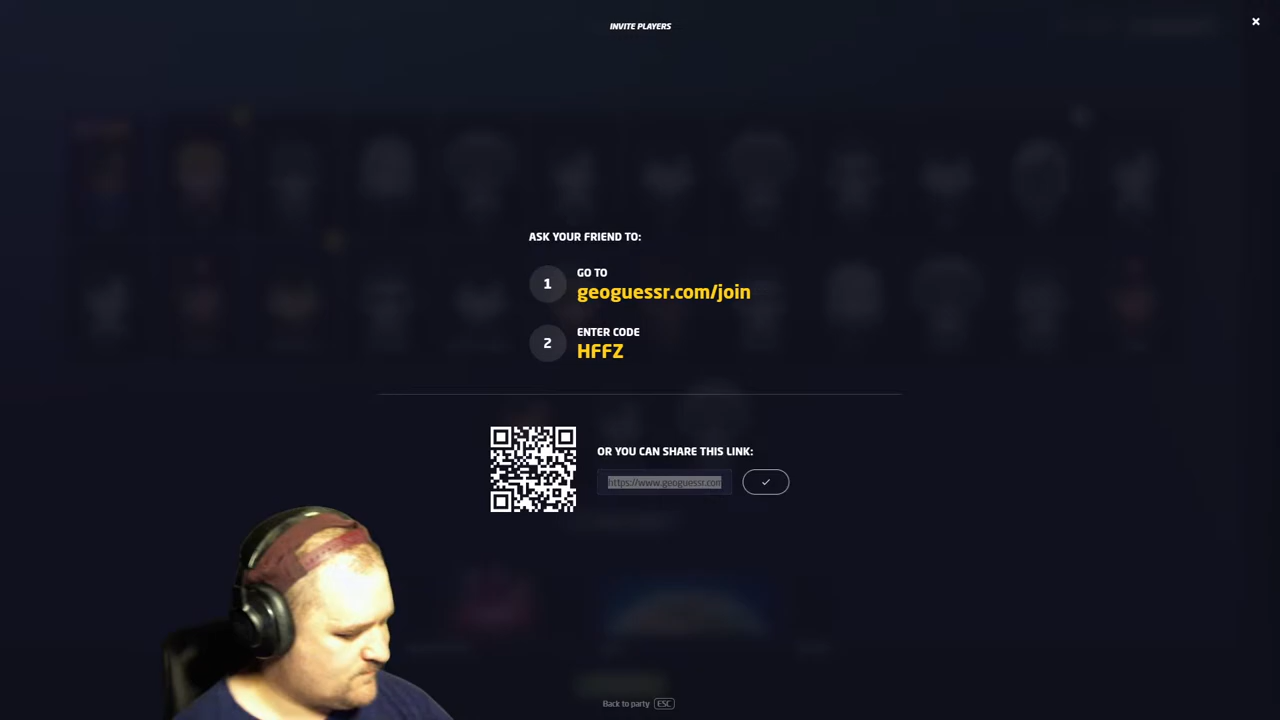 INVITE PLAYERS
×
ASK YOUR FRIEND TO:
1
GO TO
geoguessr.com/join
2
ENTER CODE
HFFZ
OR YOU CAN SHARE THIS LINK:
https://www.geoguessr.com
Back to party ESC